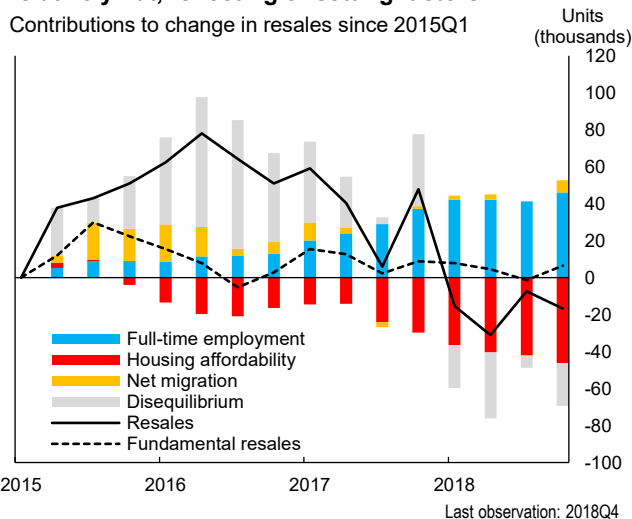 Contributions to change in resales since 2015Q1
Units
(thousands)
120
100
80
60
40
20
0
-20
-40
-60
-80
-100
Full-time employment
Housing affordability
Net migration
Disequilibrium
Resales
Fundamental resales
2015 2016 2017 2018
Last observation: 2018Q4